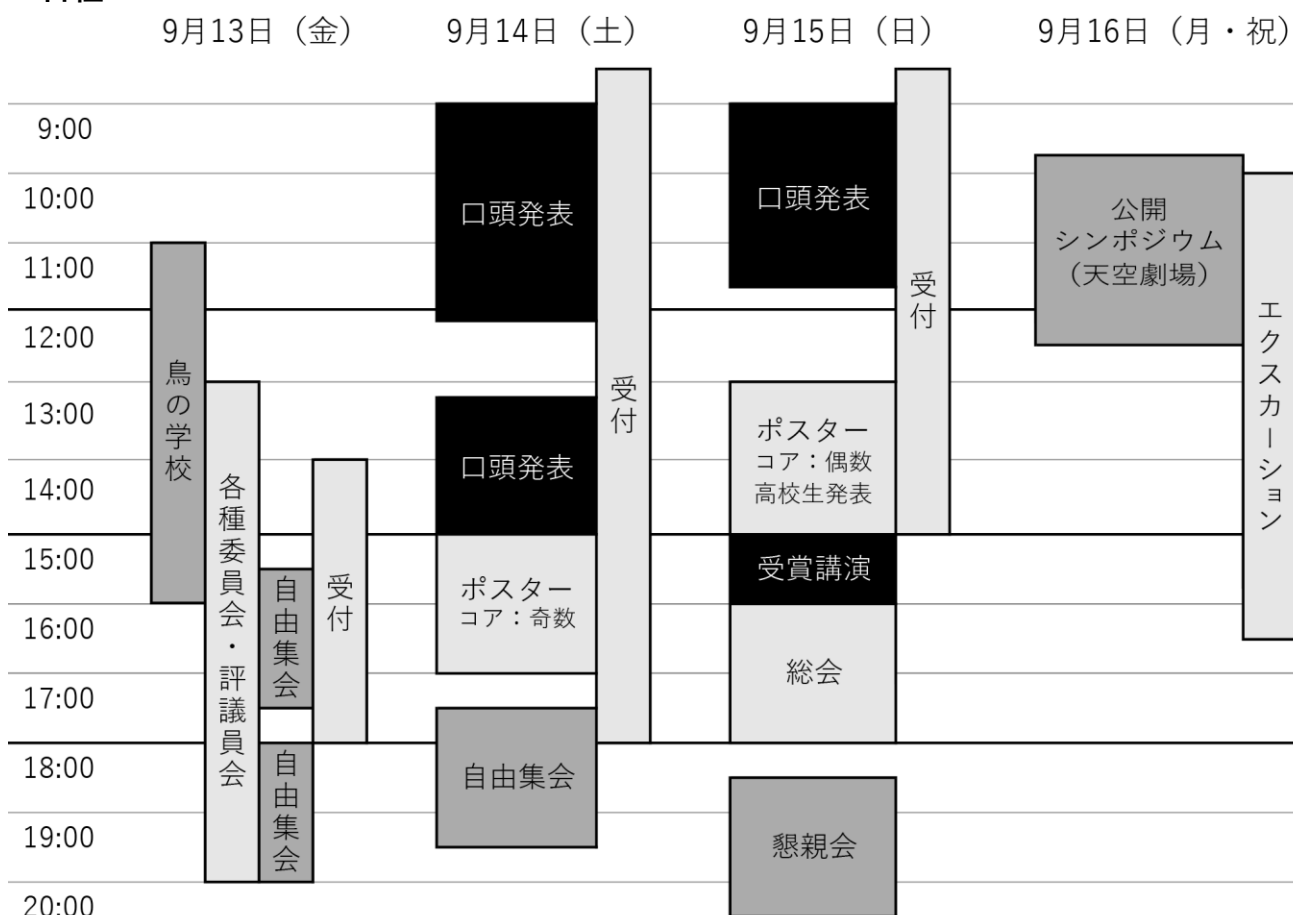 9月13日（金）
9月14日（土）
9月15日（日）
9月16日（月・祝）
9:00
10:00
11:00
12:00
13:00
14:00
15:00
16:00
17:00
18:00
19:00
20:00
鳥の学校
各種委員会・評議員会
自由集会
自由集会
受付
口頭発表
口頭発表
ポスター
コア：奇数
自由集会
受付
口頭発表
ポスター
コア：偶数
高校生発表
受賞講演
総会
懇親会
受付
公開
シンポジウム
（天空劇場）
エクスカーション